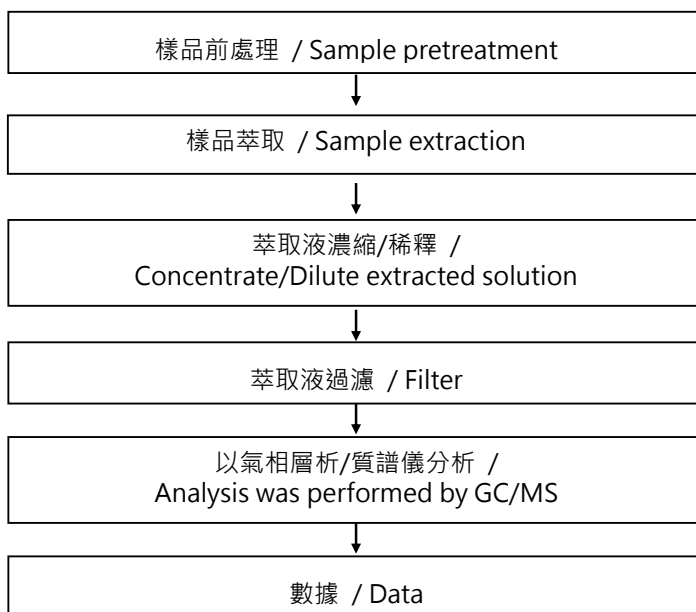 樣品前處理 / Sample pretreatment
樣品萃取 / Sample extraction
萃取液濃縮/稀釋 /
Concentrate/Dilute extracted solution
萃取液過濾 / Filter
以氣相層析/質譜儀分析 /
Analysis was performed by GC/MS
數據 / Data